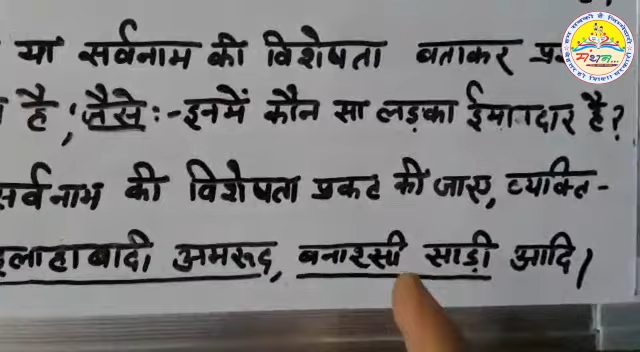 या सर्वनाम की विशेषता बताकर
है, जैसे:- इनमें कौन सा लड़का ईमानदार है?
सर्वनाम की विशेषता प्रकट की जाए, व्यक्ति-
इलाहाबादी अमरूद, बनारसी साड़ी आदि।
मंथन...